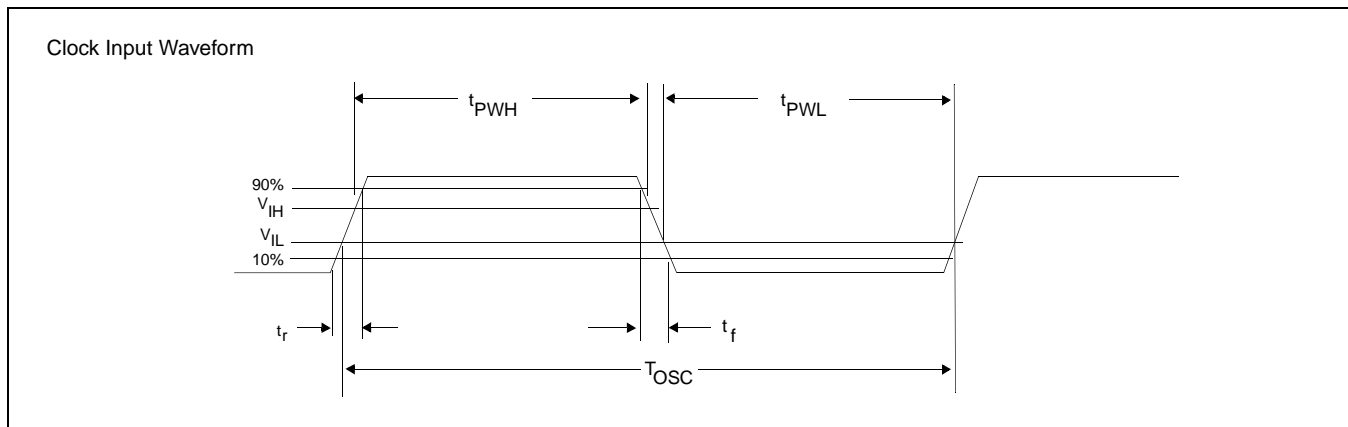 Clock Input Waveform
tPWH
tPWL
90%
VIH
VIL
10%
tr
tf
TOSC